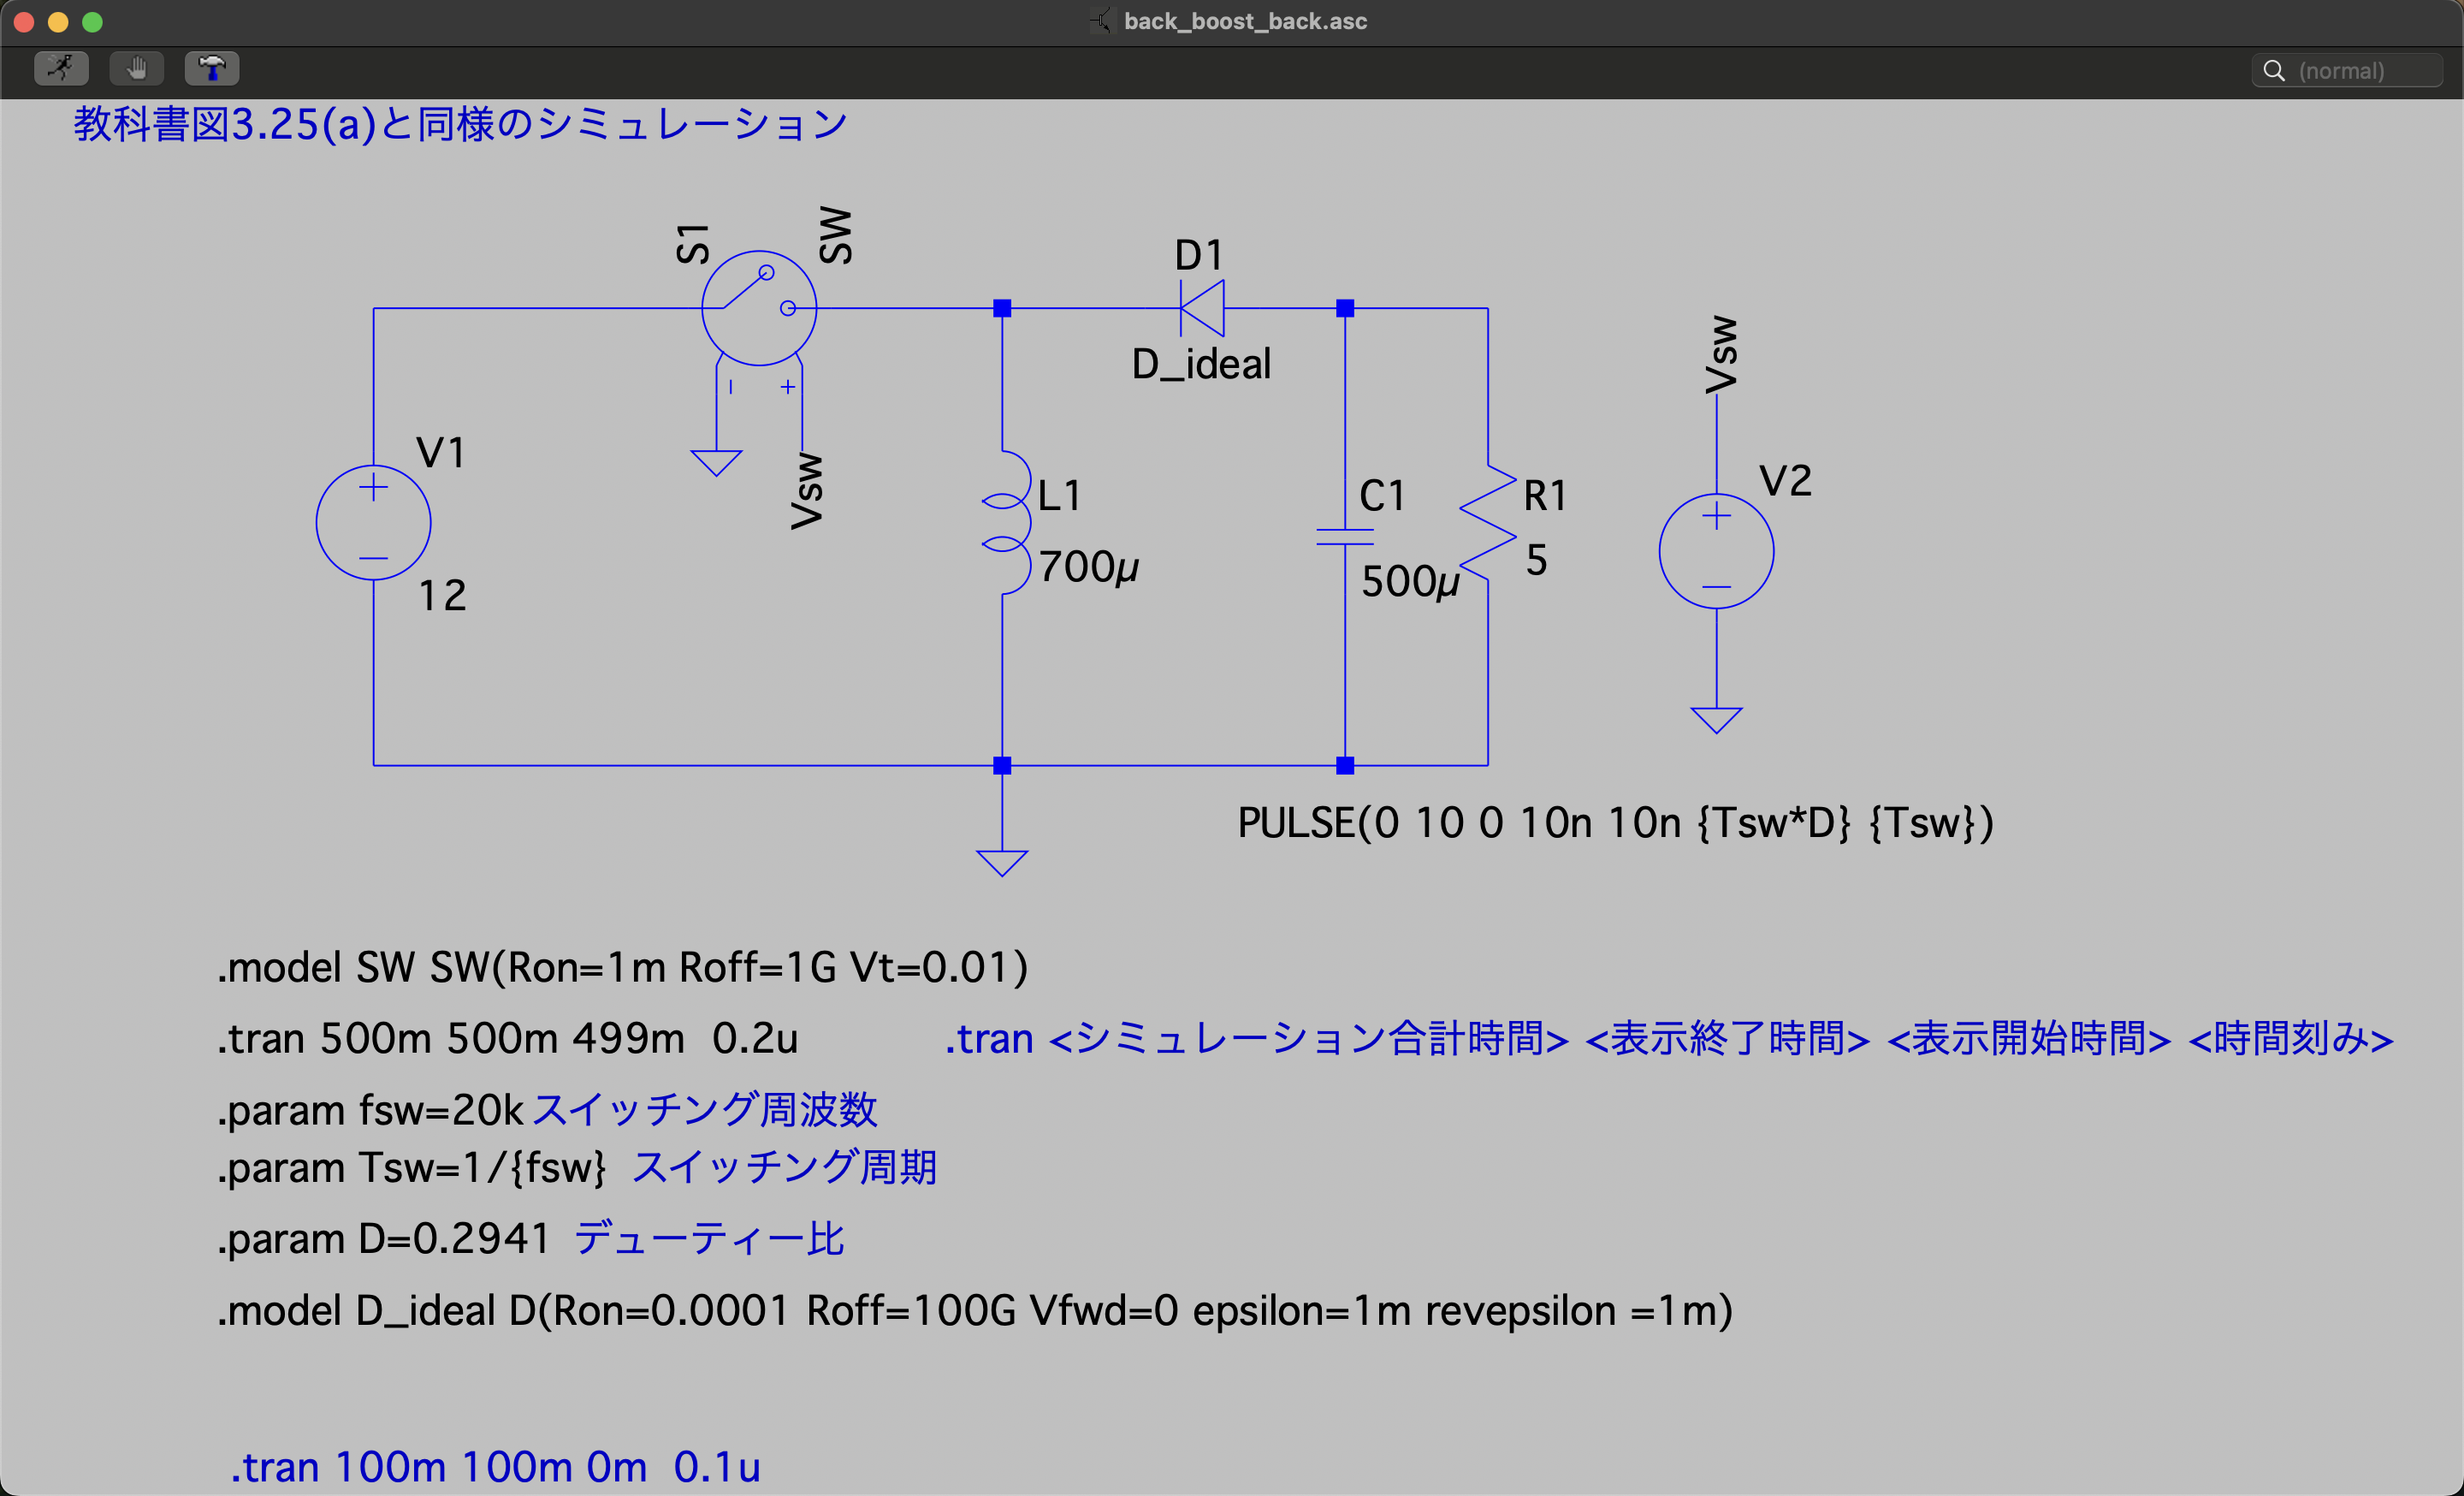 back_boost_back.asc
(normal)
教科書図3.25(a)と同様のシミュレーション
S1
SW
D1
D_ideal
Vsw
V1
12
Vsw
L1
700µ
C1
500µ
R1
5
V2
PULSE(0 10 0 10n 10n {Tsw*D} {Tsw})
.model SW SW(Ron=1m Roff=1G Vt=0.01)
.tran 500m 500m 499m 0.2u .tran <シミュレーション合計時間> <表示終了時間> <表示開始時間> <時間刻み>
.param fsw=20k スイッチング周波数
.param Tsw=1/{fsw} スイッチング周期
.param D=0.2941 デューティー比
.model D_ideal D(Ron=0.0001 Roff=100G Vfwd=0 epsilon=1m revepsilon =1m)
.tran 100m 100m 0m 0.1u